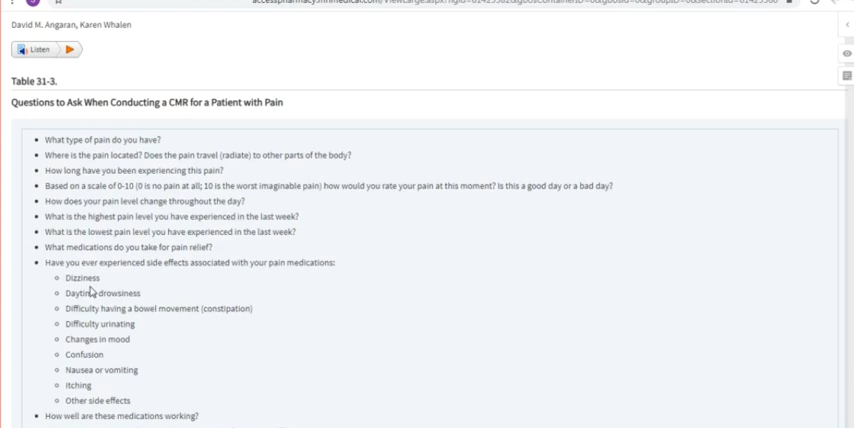 David M. Angaran, Karen Whalen
Listen
Table 31-3.
Questions to Ask When Conducting a CMR for a Patient with Pain
• What type of pain do you have?
• Where is the pain located? Does the pain travel (radiate) to other parts of the body?
• How long have you been experiencing this pain?
• Based on a scale of 0-10 (0 is no pain at all; 10 is the worst imaginable pain) how would you rate your pain at this moment? Is this a good day or a bad day?
• How does your pain level change throughout the day?
• What is the highest pain level you have experienced in the last week?
• What is the lowest pain level you have experienced in the last week?
• What medications do you take for pain relief?
• Have you ever experienced side effects associated with your pain medications:
○ Dizziness
○ Daytime drowsiness
○ Difficulty having a bowel movement (constipation)
○ Difficulty urinating
○ Changes in mood
○ Confusion
○ Nausea or vomiting
○ Itching
○ Other side effects
• How well are these medications working?